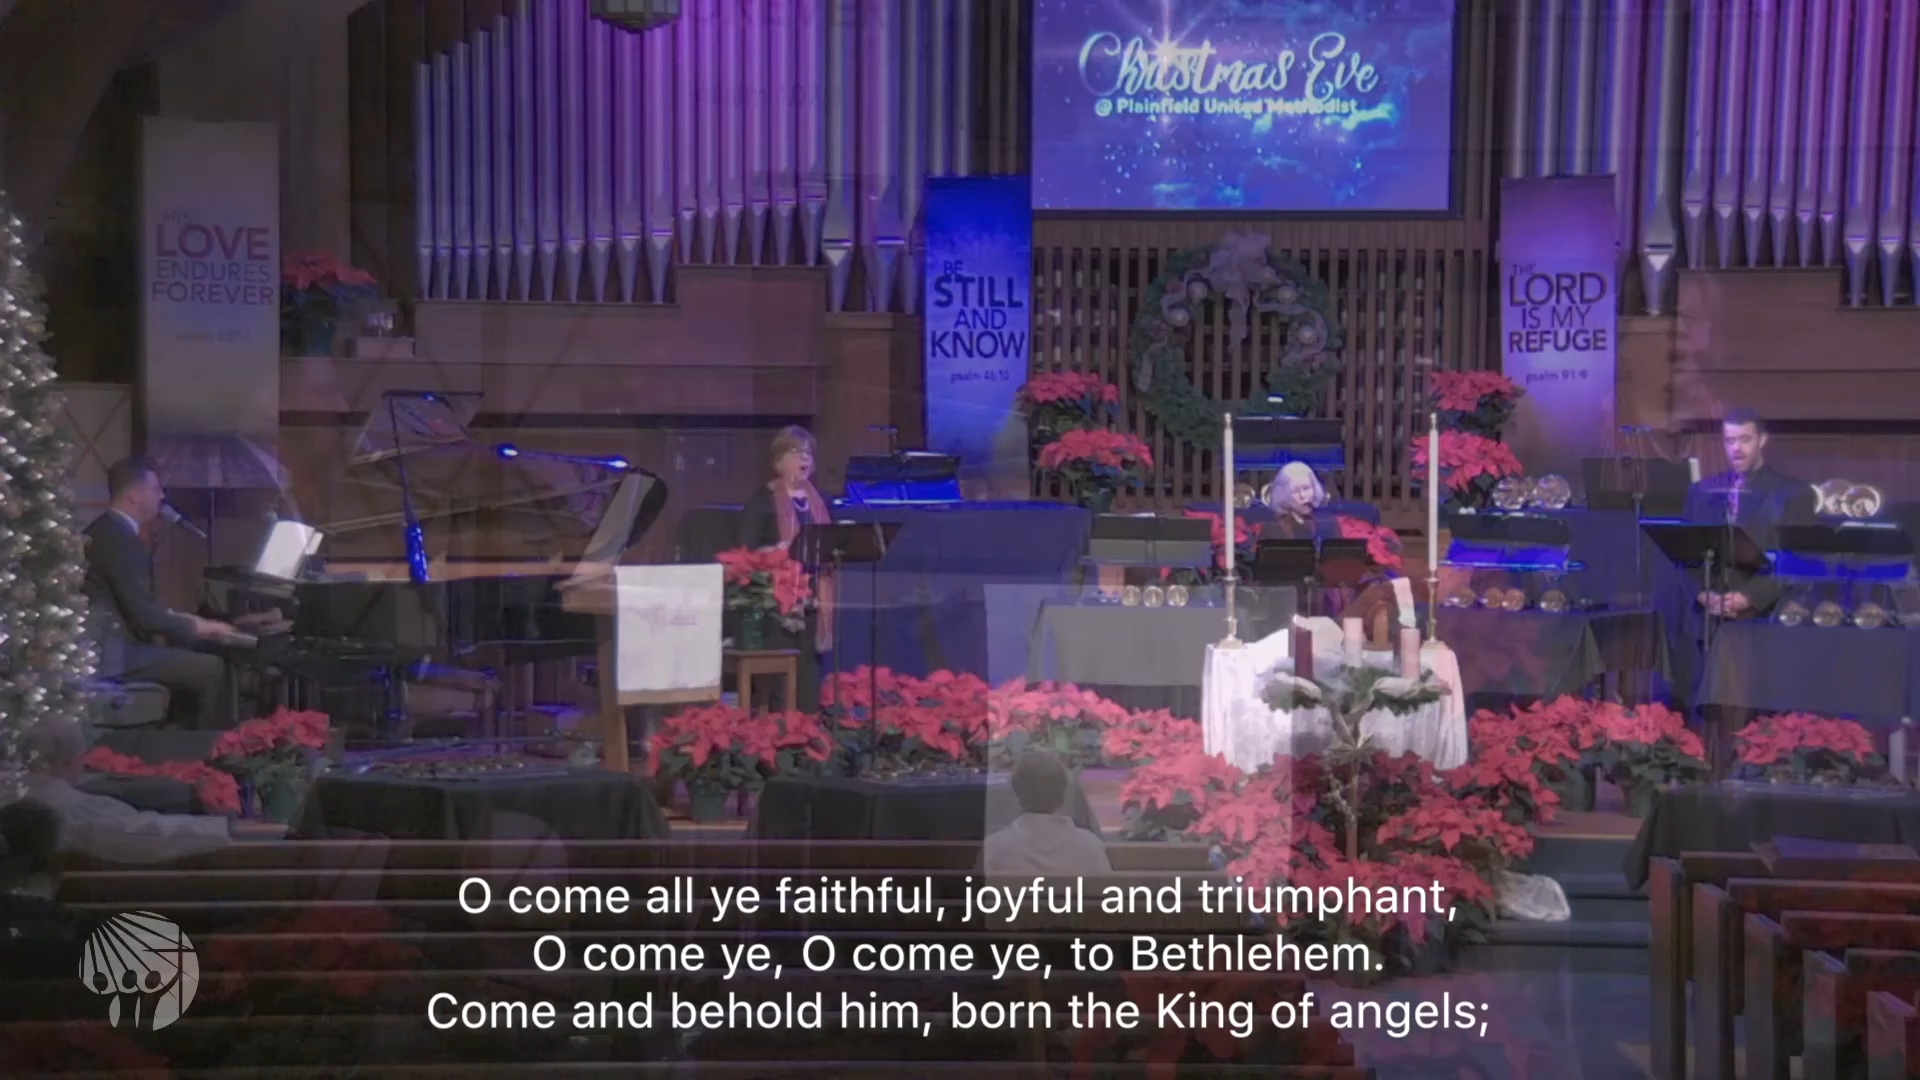 Christmas Eve
@ Plainfield United Methodist
HIS
LOVE
ENDURES
FOREVER
BE
STILL
AND
KNOW
psalm 46:10
THE
LORD
IS MY
REFUGE
psalm 91:9
O come all ye faithful, joyful and triumphant,
O come ye, O come ye, to Bethlehem.
Come and behold him, born the King of angels;